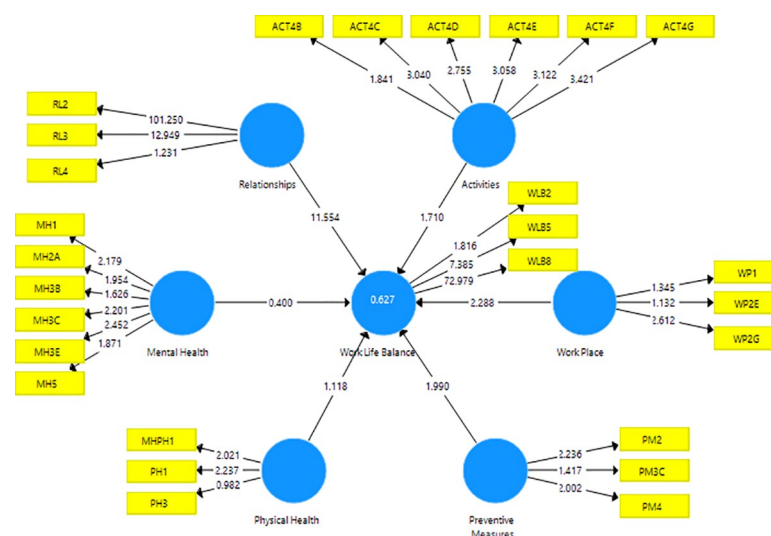 ACT4B ACT4C ACT4D ACT4E ACT4F ACT4G
1.841 3.040 2.755 3.058 3.122 3.421
RL2
RL3
RL4
101.250
12.949
1.231
Relationships
Activities
11.554
1.710
MH1
MH2A
MH3B
MH3C
MH3E
MH5
2.179
1.954
1.626
2.201
2.452
1.871
Mental Health
0.400
WLB2
WLB5
WLB8
1.816
7.385
72.979
0.627
Work Life Balance
2.288
Work Place
1.345
1.132
2.612
WP1
WP2E
WP2G
1.118
1.990
MHPH1
PH1
PH3
2.021
2.237
0.982
Physical Health
Preventive
Measures
2.236
1.417
2.002
PM2
PM3C
PM4